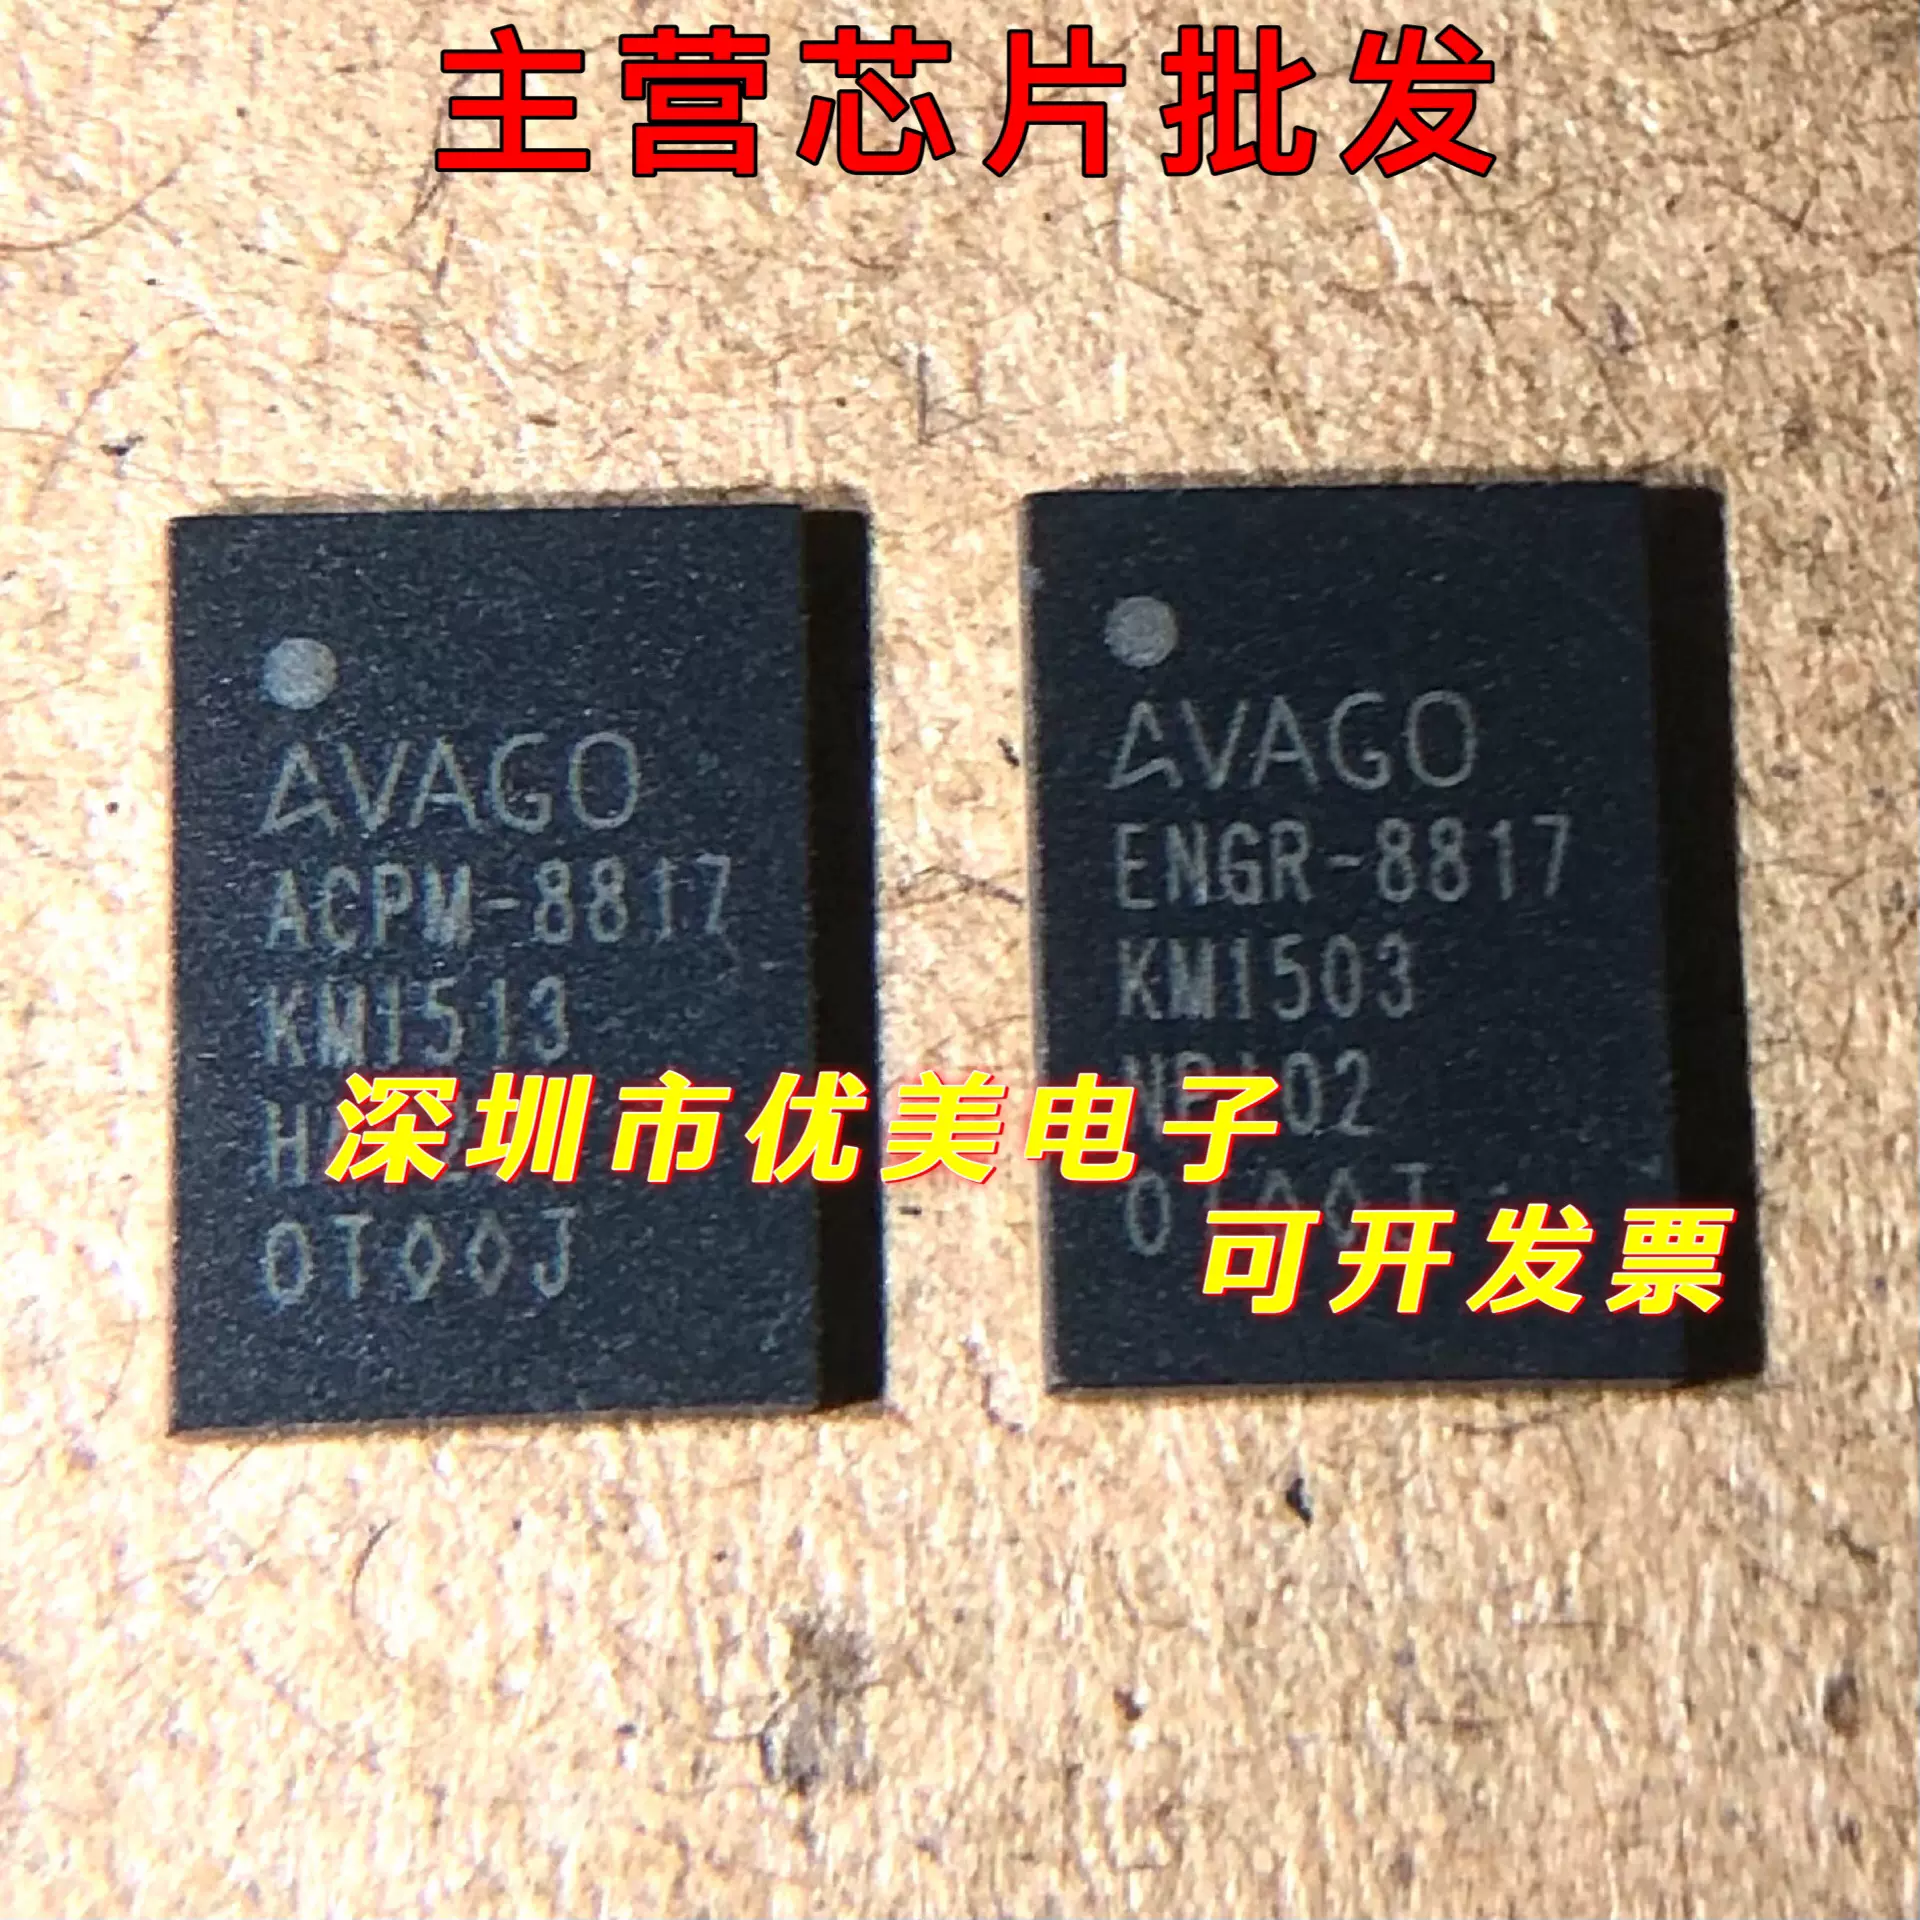 主营芯片批发
AVAGO
ACPM-8817
KM1513
OT00J
AVAGO
ENGR-8817
KM1503
深圳市优美电子
可开发票